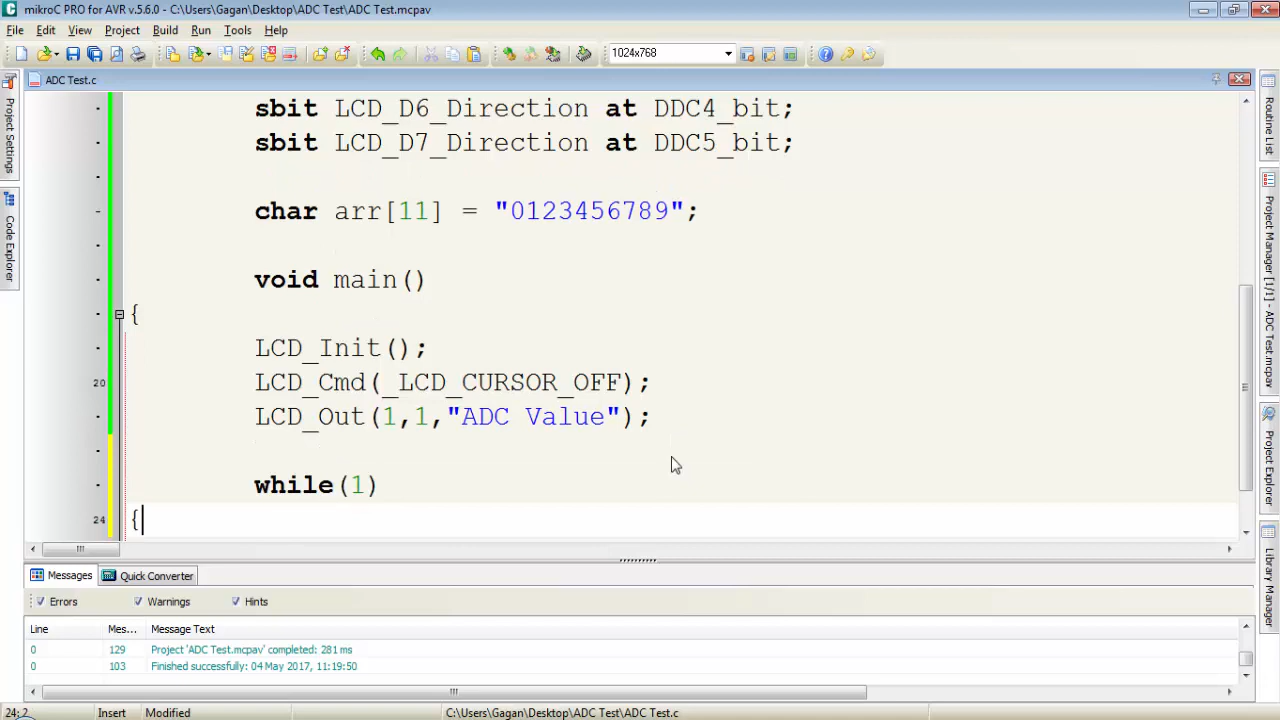 mikroC PRO for AVR v.5.6.0 - C:\Users\Gagan\Desktop\ADC Test\ADC Test.mcpav
File Edit View Project Build Run Tools Help
1024x768
ADC Test.c
Project Settings
Code Explorer
sbit LCD_D6_Direction at DDC4_bit;
sbit LCD_D7_Direction at DDC5_bit;
char arr[11] = "0123456789";
void main()
{
LCD_Init();
20 LCD_Cmd(_LCD_CURSOR_OFF);
LCD_Out(1,1,"ADC Value");
while(1)
24 {
Routine List
Project Manager [1/1] - ADC Test.mcpav
Project Explorer
Library Manager
Messages Quick Converter
Errors Warnings Hints
Line Mes... Message Text
0 129 Project 'ADC Test.mcpav' completed: 281 ms
0 103 Finished successfully: 04 May 2017, 11:19:50
24: 2 Insert Modified C:\Users\Gagan\Desktop\ADC Test\ADC Test.c